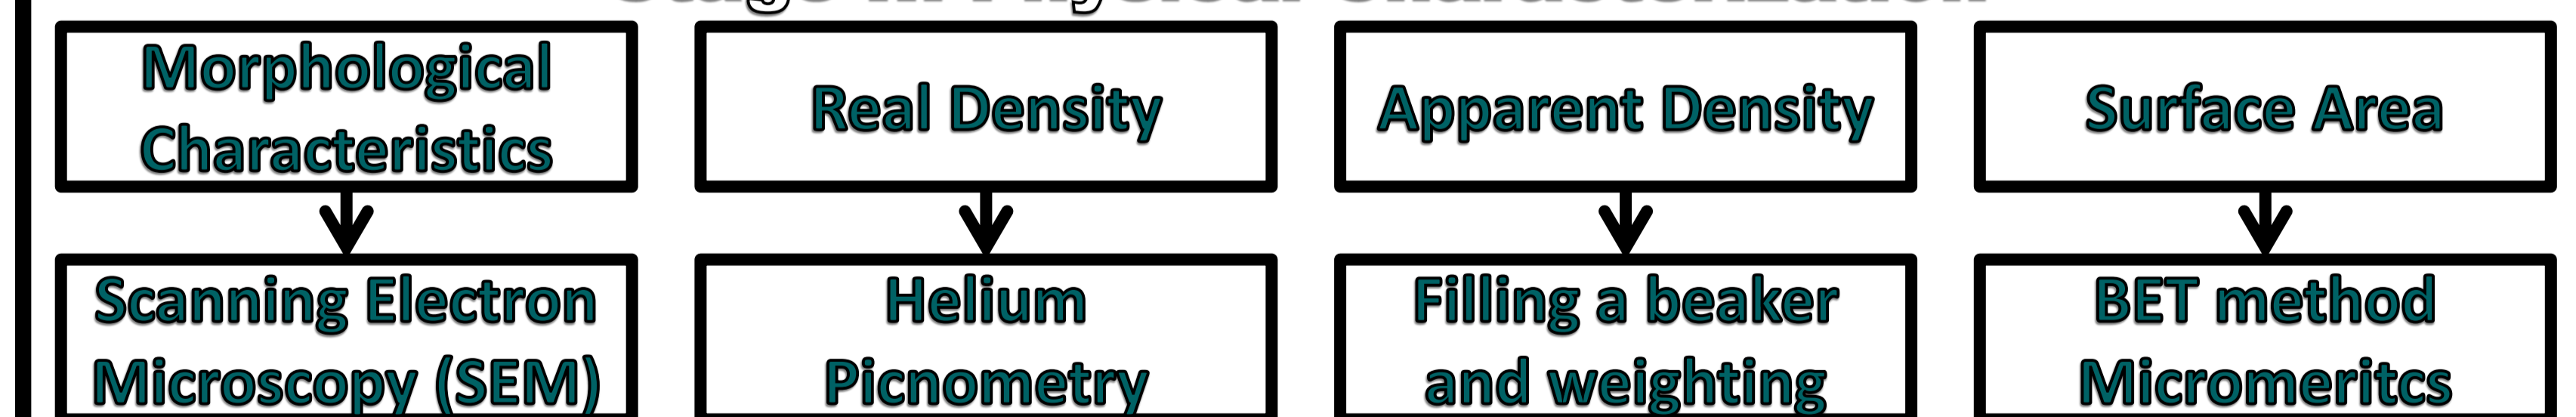 Morphological
Characteristics
Real Density
Apparent Density
Surface Area
Scanning Electron
Microscopy (SEM)
Helium
Picnometry
Filling a beaker
and weighting
BET method
Micromeritcs